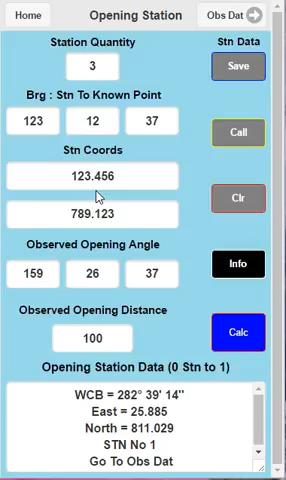 Home Opening Station Obs Dat
Station Quantity Stn Data
3 Save
Brg : Stn To Known Point
123 12 37 Call
Stn Coords
123.456 Clr
789.123
Observed Opening Angle
159 26 37 Info
Observed Opening Distance
100 Calc
Opening Station Data (0 Stn to 1)
WCB = 282° 39' 14''
East = 25.885
North = 811.029
STN No 1
Go To Obs Dat